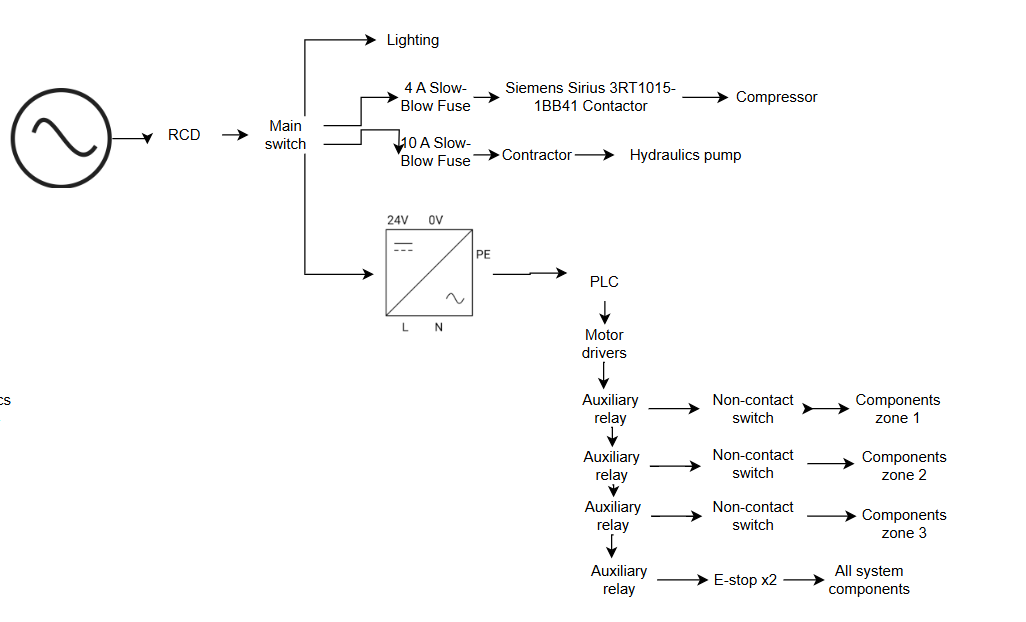 Lighting
4 A Slow-
Blow Fuse
Siemens Sirius 3RT1015-
1BB41 Contactor
Compressor
RCD
Main
switch
10 A Slow-
Blow Fuse
Contractor
Hydraulics pump
24V 0V
PE
L N
PLC
Motor
drivers
cs
Auxiliary
relay
Non-contact
switch
Components
zone 1
Auxiliary
relay
Non-contact
switch
Components
zone 2
Auxiliary
relay
Non-contact
switch
Components
zone 3
Auxiliary
relay
E-stop x2
All system
components